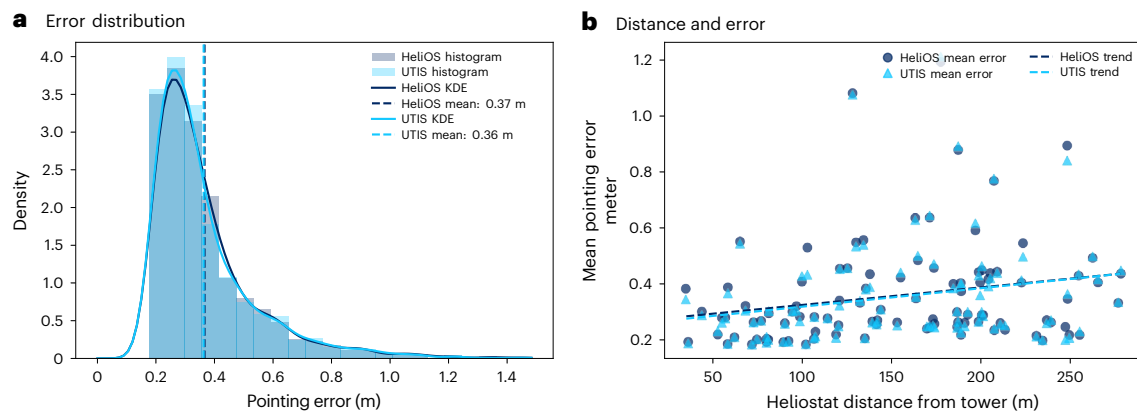 a Error distribution
4.0
3.5
3.0
2.5
2.0
1.5
1.0
0.5
0
Density
0
0.2
0.4
0.6
0.8
1.0
1.2
1.4
Pointing error (m)
HeliOS histogram
UTIS histogram
HeliOS KDE
HeliOS mean: 0.37 m
UTIS KDE
UTIS mean: 0.36 m
b Distance and error
1.2
1.0
0.8
0.6
0.4
0.2
Mean pointing error
meter
50
100
150
200
250
Heliostat distance from tower (m)
HeliOS mean error
UTIS mean error
HeliOS trend
UTIS trend